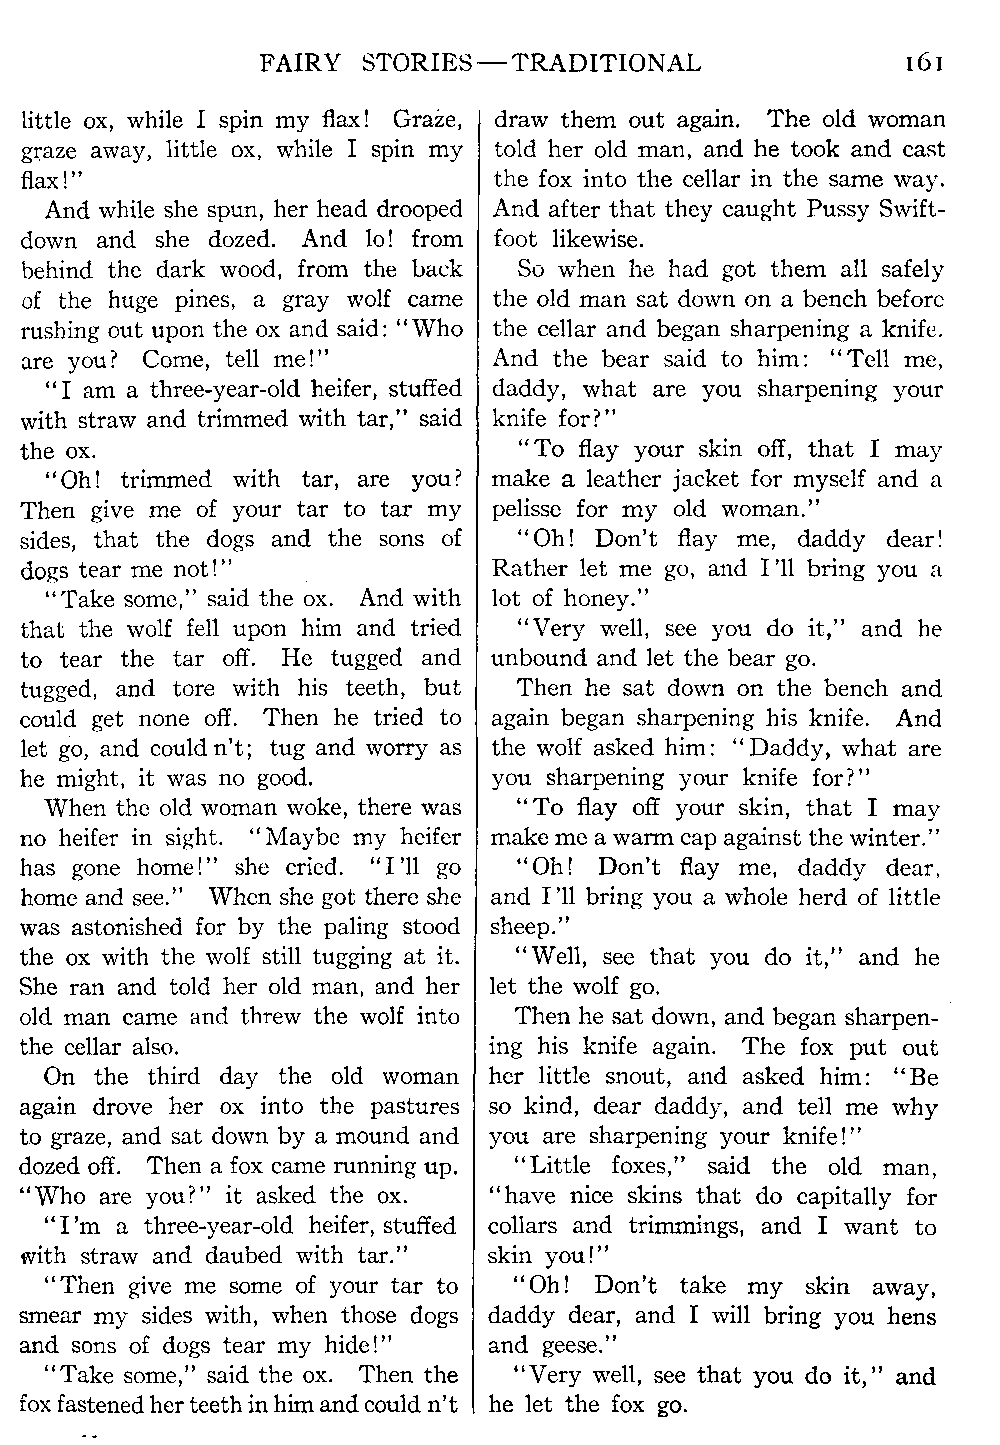 FAIRY STORIES—TRADITIONAL 161
little ox, while I spin my flax! Graze,
graze away, little ox, while I spin my
flax!"
And while she spun, her head drooped
down and she dozed. And lo! from
behind the dark wood, from the back
of the huge pines, a gray wolf came
rushing out upon the ox and said: "Who
are you? Come, tell me!"
"I am a three-year-old heifer, stuffed
with straw and trimmed with tar," said
the ox.
"Oh! trimmed with tar, are you?
Then give me of your tar to tar my
sides, that the dogs and the sons of
dogs tear me not!"
"Take some," said the ox. And with
that the wolf fell upon him and tried
to tear the tar off. He tugged and
tugged, and tore with his teeth, but
could get none off. Then he tried to
let go, and couldn't; tug and worry as
he might, it was no good.
When the old woman woke, there was
no heifer in sight. "Maybe my heifer
has gone home!" she cried. "I'll go
home and see." When she got there she
was astonished for by the paling stood
the ox with the wolf still tugging at it.
She ran and told her old man, and her
old man came and threw the wolf into
the cellar also.
On the third day the old woman
again drove her ox into the pastures
to graze, and sat down by a mound and
dozed off. Then a fox came running up.
"Who are you?" it asked the ox.
"I'm a three-year-old heifer, stuffed
with straw and daubed with tar."
"Then give me some of your tar to
smear my sides with, when those dogs
and sons of dogs tear my hide!"
"Take some," said the ox. Then the
fox fastened her teeth in him and couldn't
draw them out again. The old woman
told her old man, and he took and cast
the fox into the cellar in the same way.
And after that they caught Pussy Swift-
foot likewise.
So when he had got them all safely
the old man sat down on a bench before
the cellar and began sharpening a knife.
And the bear said to him: "Tell me,
daddy, what are you sharpening your
knife for?"
"To flay your skin off, that I may
make a leather jacket for myself and a
pelisse for my old woman."
"Oh! Don't flay me, daddy dear!
Rather let me go, and I'll bring you a
lot of honey."
"Very well, see you do it," and he
unbound and let the bear go.
Then he sat down on the bench and
again began sharpening his knife. And
the wolf asked him: "Daddy, what are
you sharpening your knife for?"
"To flay off your skin, that I may
make me a warm cap against the winter."
"Oh! Don't flay me, daddy dear,
and I'll bring you a whole herd of little
sheep."
"Well, see that you do it," and he
let the wolf go.
Then he sat down, and began sharpen-
ing his knife again. The fox put out
her little snout, and asked him: "Be
so kind, dear daddy, and tell me why
you are sharpening your knife!"
"Little foxes," said the old man,
"have nice skins that do capitally for
collars and trimmings, and I want to
skin you!"
"Oh! Don't take my skin away,
daddy dear, and I will bring you hens
and geese."
"Very well, see that you do it," and
he let the fox go.